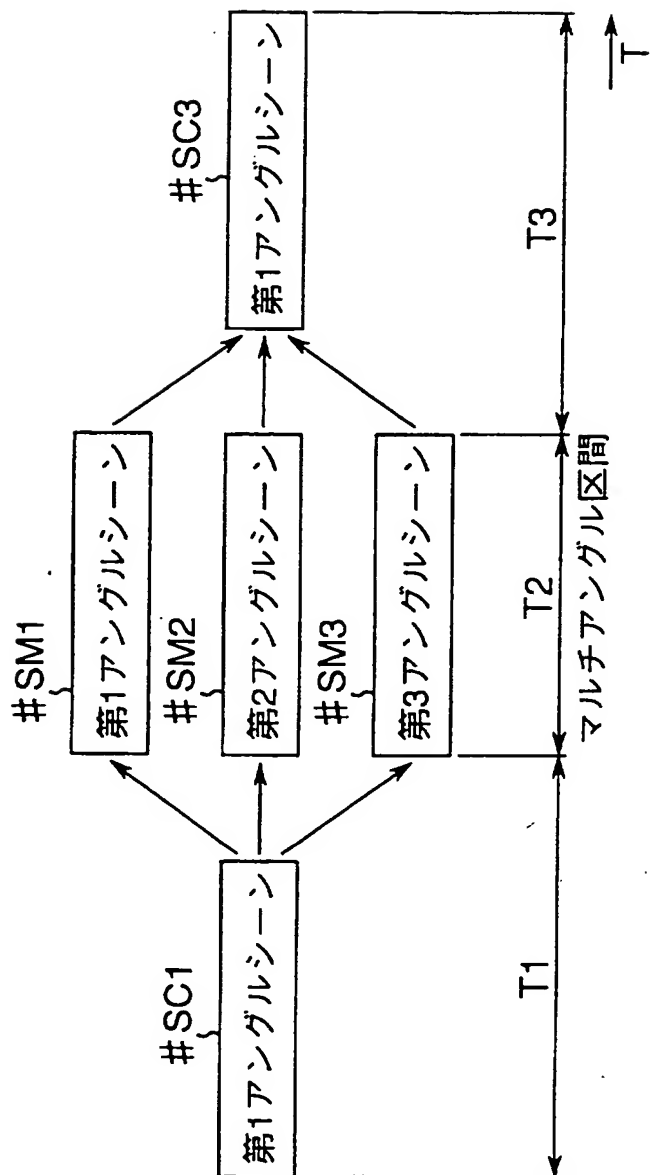 #SC1
第1アングルシーン
#SM1
第1アングルシーン
#SM2
第2アングルシーン
#SM3
第3アングルシーン
#SC3
第1アングルシーン
T1
T2
T3
マルチアングル区間
T